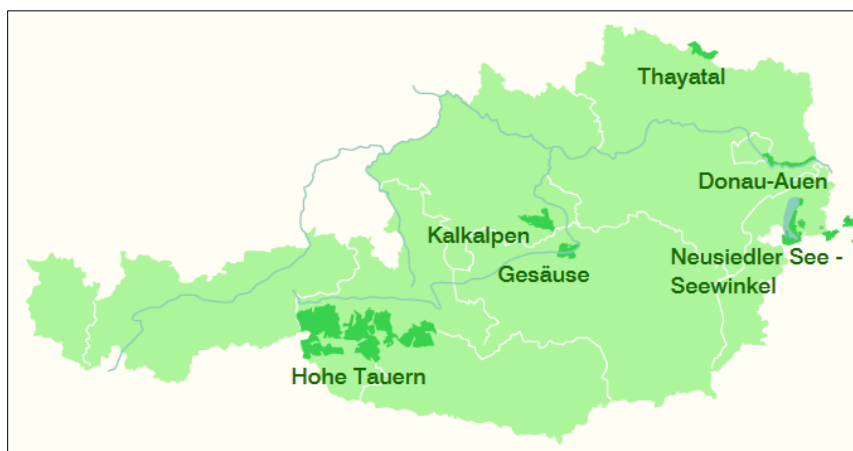 Thayatal
Donau-Auen
Kalkalpen
Gesäuse
Neusiedler See -
Seewinkel
Hohe Tauern